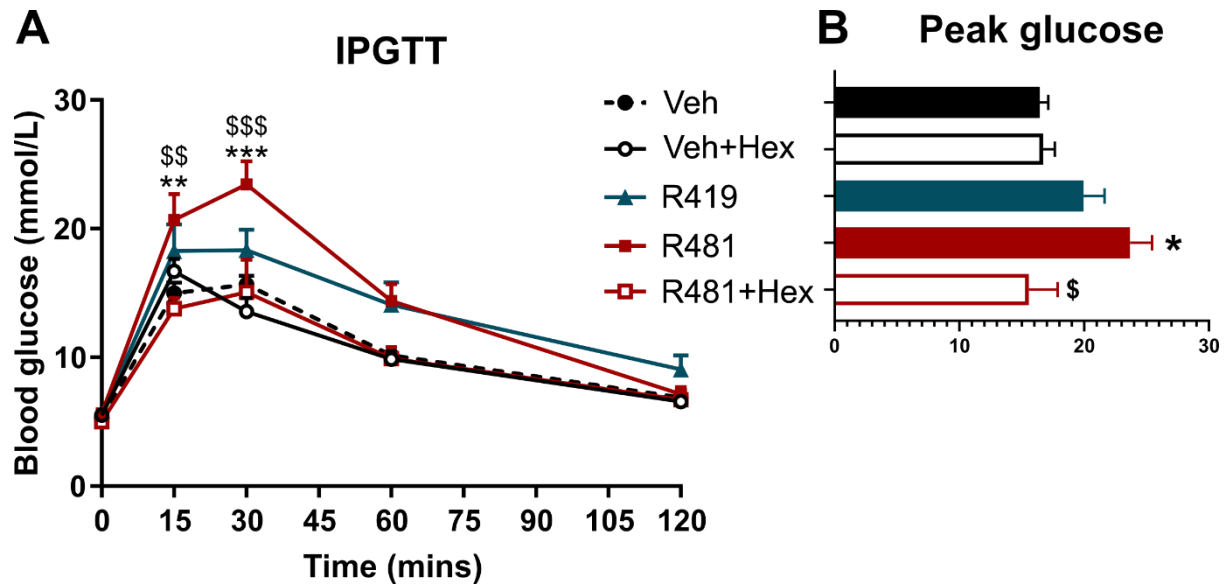 A
IPGTT
Blood glucose (mmol/L)
30
20
10
0
$$
**
$$$
***
0 15 30 45 60 75 90 105 120
Time (mins)
Veh
Veh+Hex
R419
R481
R481+Hex
B
Peak glucose
*
$
0 10 20 30